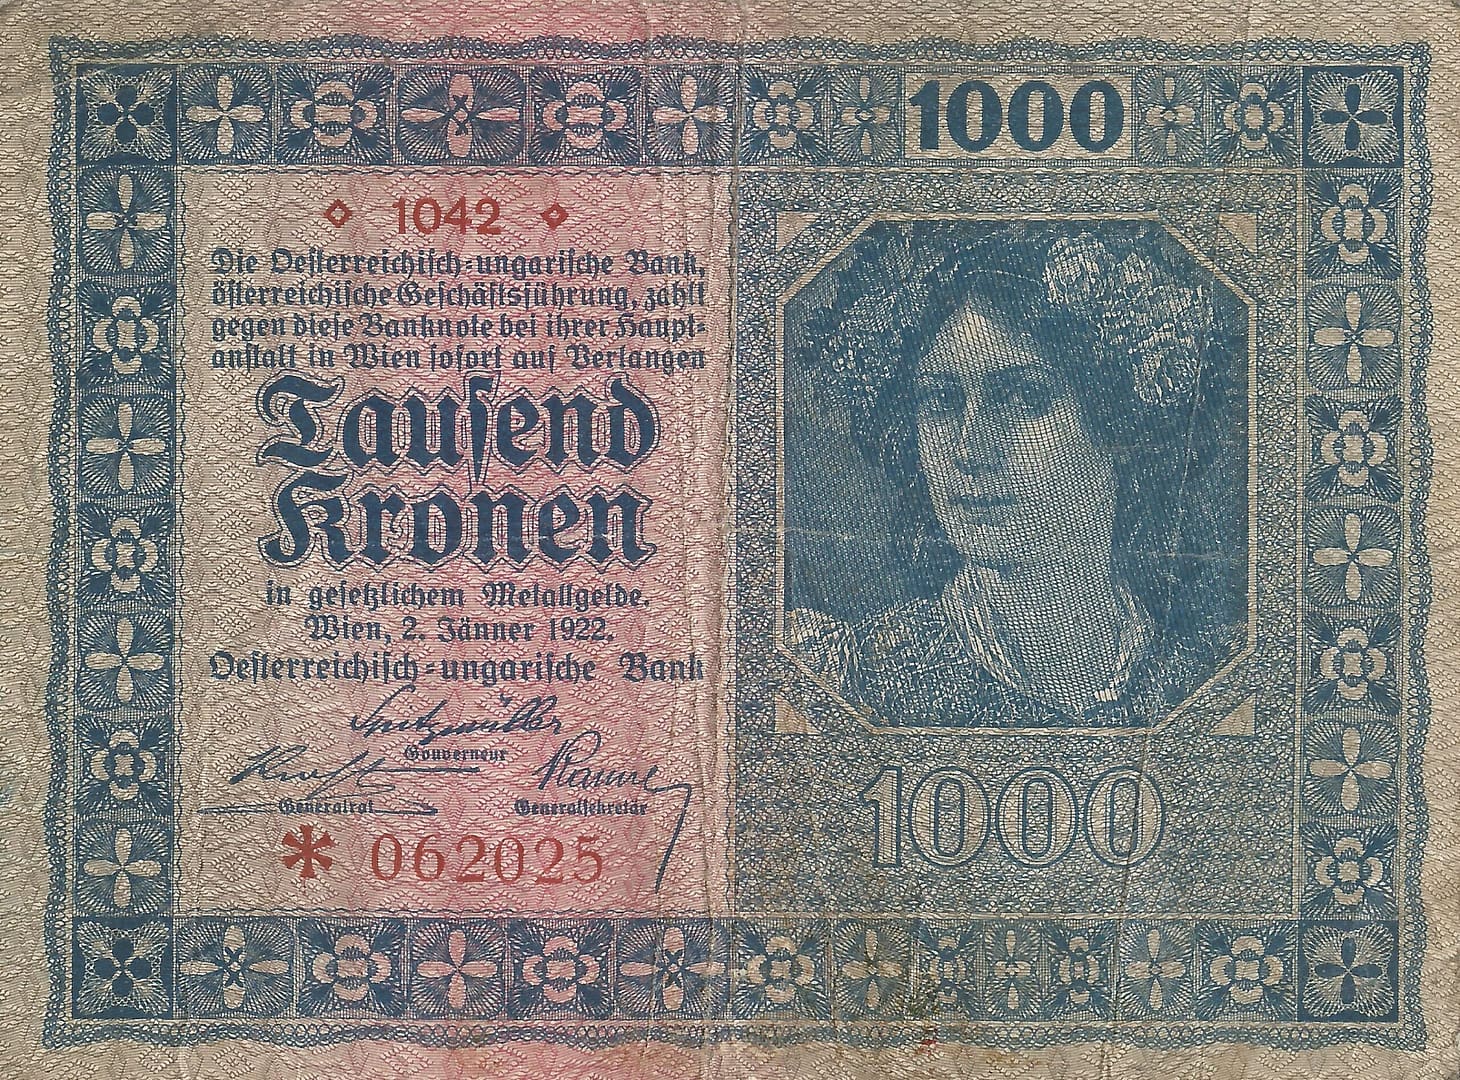 1000
1042
Die Oesterreichisch-ungarische Bank,
österreichische Geschäftsführung, zahlt
gegen diese Banknote bei ihrer Haupt-
anstalt in Wien sofort auf Verlangen
Tausend
Kronen
in gesetzlichem Metallgelde.
Wien, 2. Jänner 1922.
Oesterreichisch-ungarische Bank
Spitzmüller
Gouverneur
Generalrat
Generalsekretär
* 062025
1000